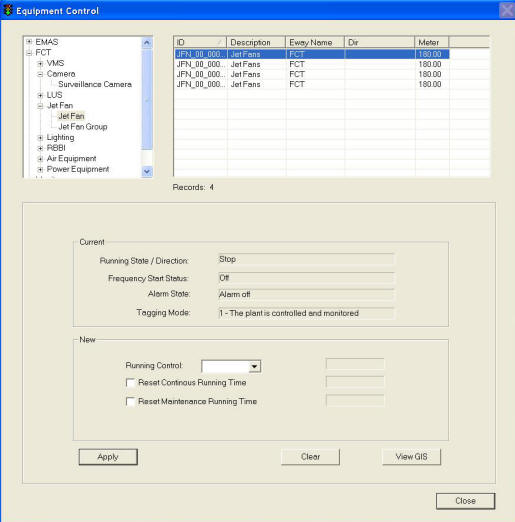 Equipment Control
EMAS
FCT
VMS
Camera
Surveillance Camera
LUS
Jet Fan
Jet Fan
Jet Fan Group
Lighting
RBBI
Air Equipment
Power Equipment
ID Description Eway Name Dir Meter
JFN_00_000... Jet Fans FCT 180.00
JFN_00_000... Jet Fans FCT 180.00
JFN_00_000... Jet Fans FCT 180.00
JFN_00_000... Jet Fans FCT 180.00
Records: 4
Current
Running State / Direction: Stop
Frequency Start Status: Off
Alarm State: Alarm off
Tagging Mode: 1 - The plant is controlled and monitored
New
Running Control:
Reset Continous Running Time
Reset Maintenance Running Time
Apply Clear View GIS
Close